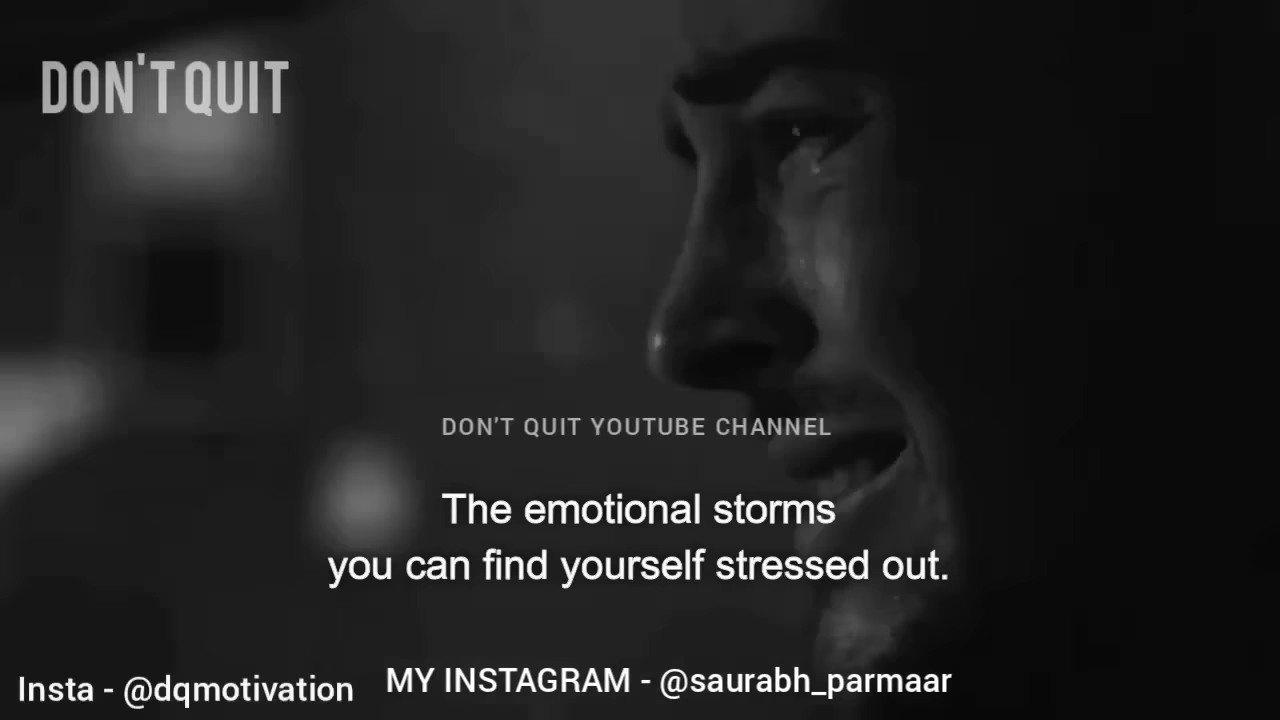 DON'T QUIT
DON'T QUIT YOUTUBE CHANNEL
The emotional storms
you can find yourself stressed out.
Insta - @dqmotivation
MY INSTAGRAM - @saurabh_parmaar